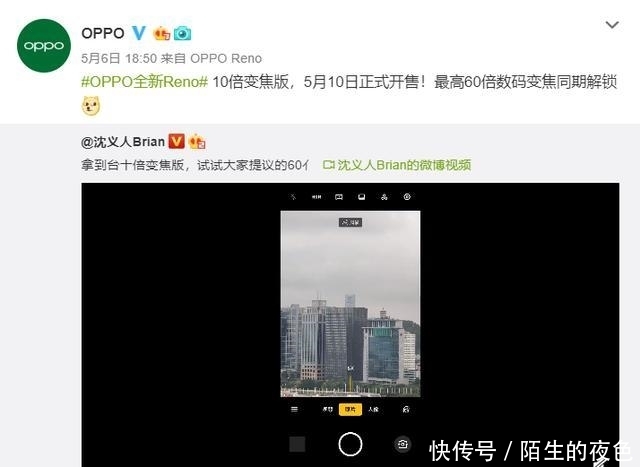 oppo
OPPO
5月6日 18:50 来自 OPPO Reno
#OPPO全新Reno# 10倍变焦版，5月10日正式开售！最高60倍数码变焦同期解锁
@沈义人Brian
拿到台十倍变焦版，试试大家提议的60亻 沈义人Brian的微博视频
照片 人像
快传号／陌生的夜色